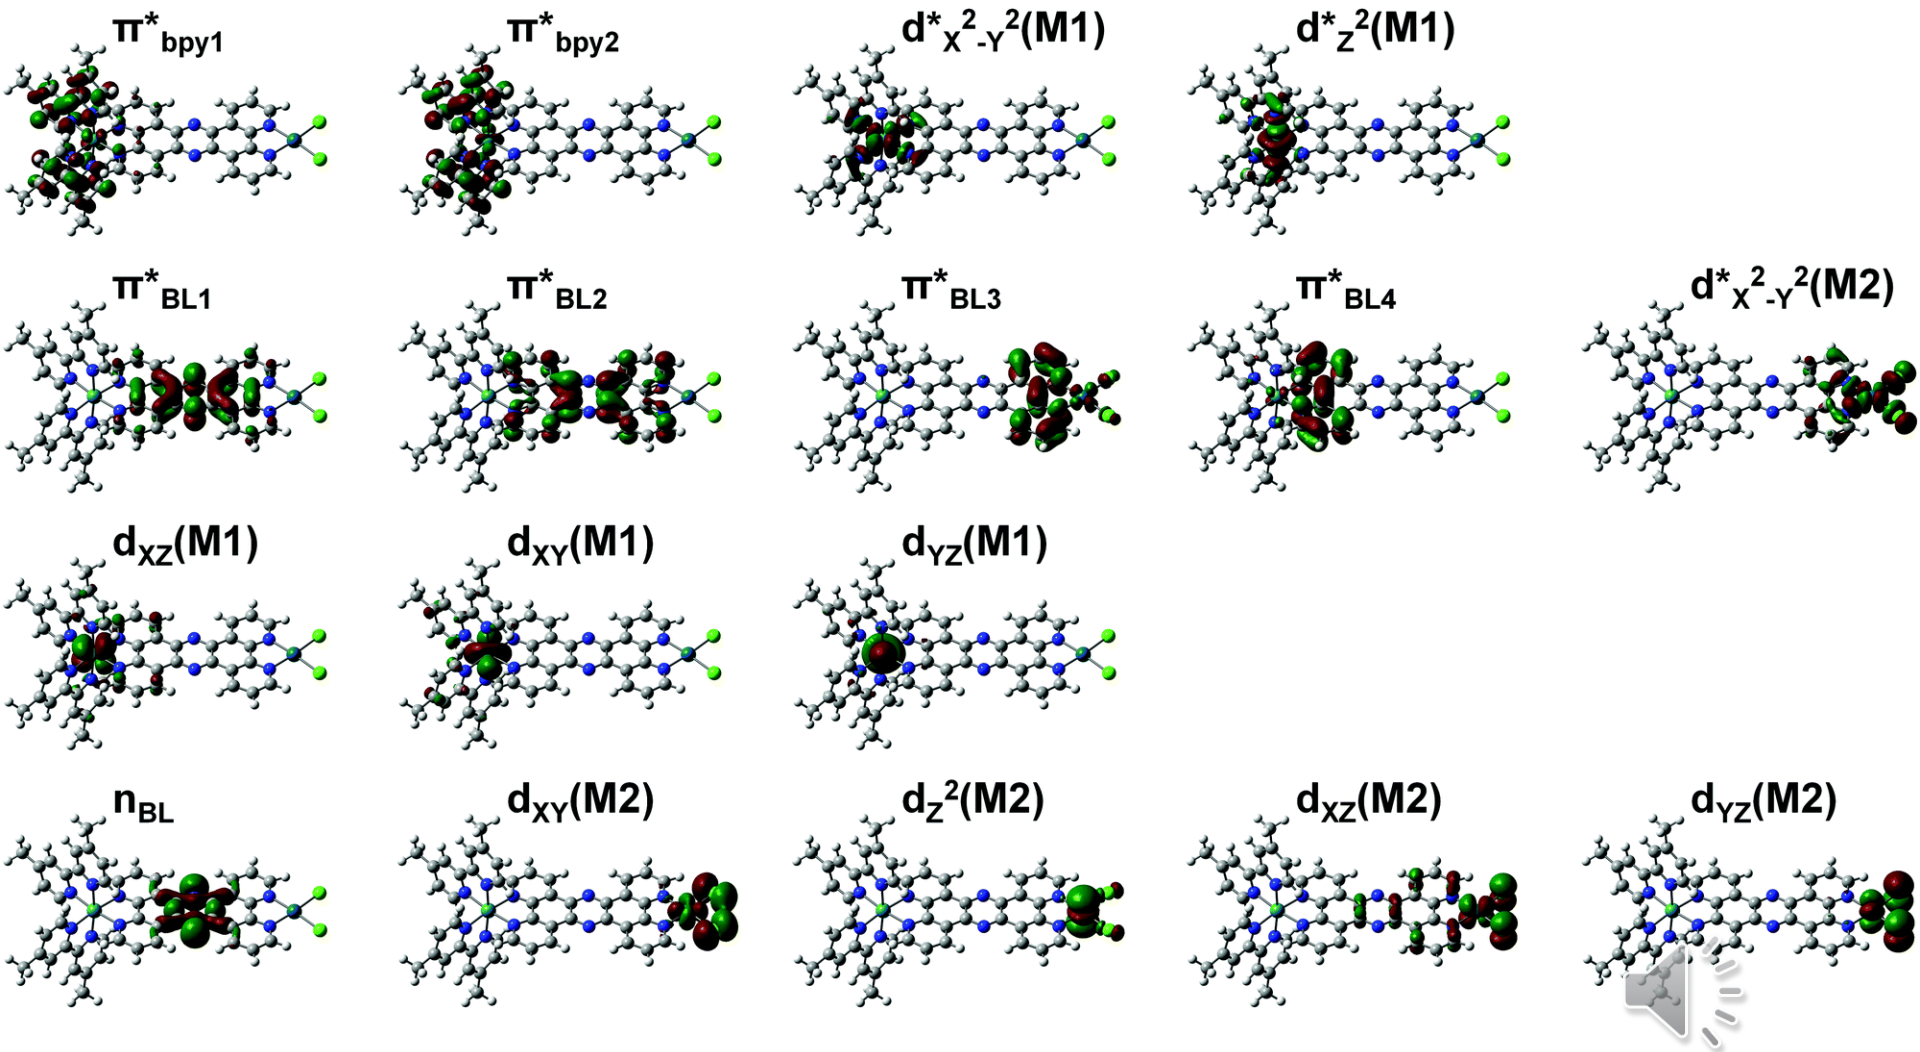 π*bpy1 π*bpy2 d*X²-Y²(M1) d*Z²(M1)
π*BL1 π*BL2 π*BL3 π*BL4 d*X²-Y²(M2)
dXZ(M1) dXY(M1) dYZ(M1)
nBL dXY(M2) dZ²(M2) dXZ(M2) dYZ(M2)